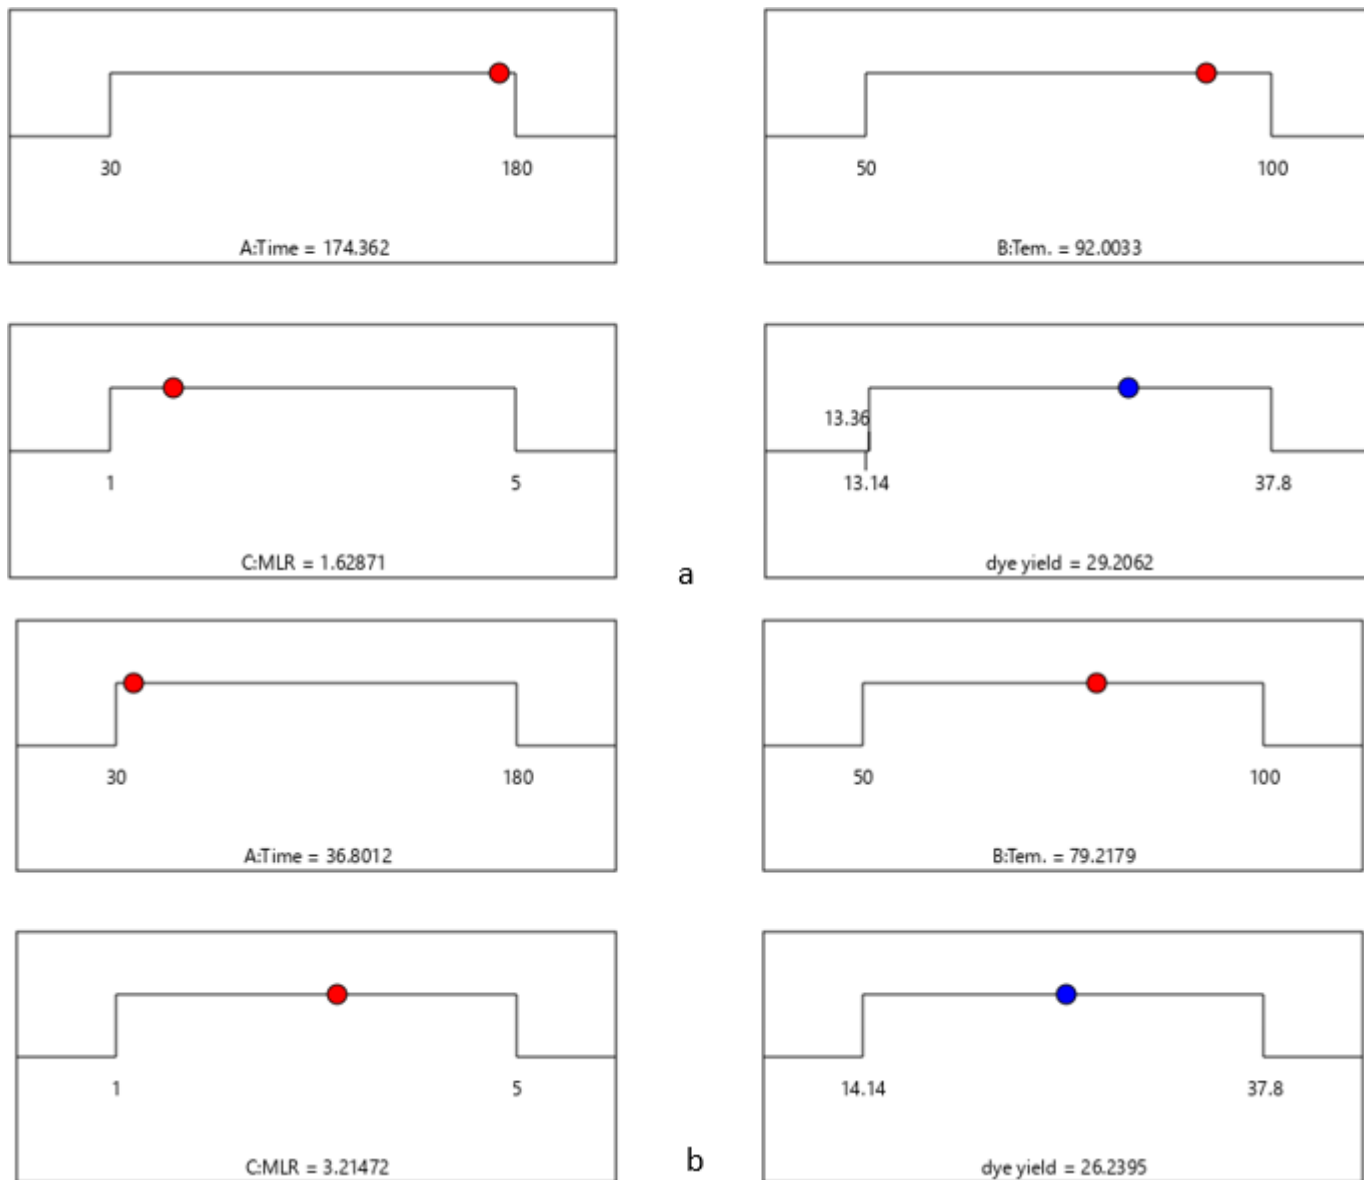 30 180
A:Time = 174.362
50 100
B:Tem. = 92.0033
1 5
C:MLR = 1.62871
13.36
13.14 37.8
dye yield = 29.2062
a
30 180
A:Time = 36.8012
50 100
B:Tem. = 79.2179
1 5
C:MLR = 3.21472
14.14 37.8
dye yield = 26.2395
b